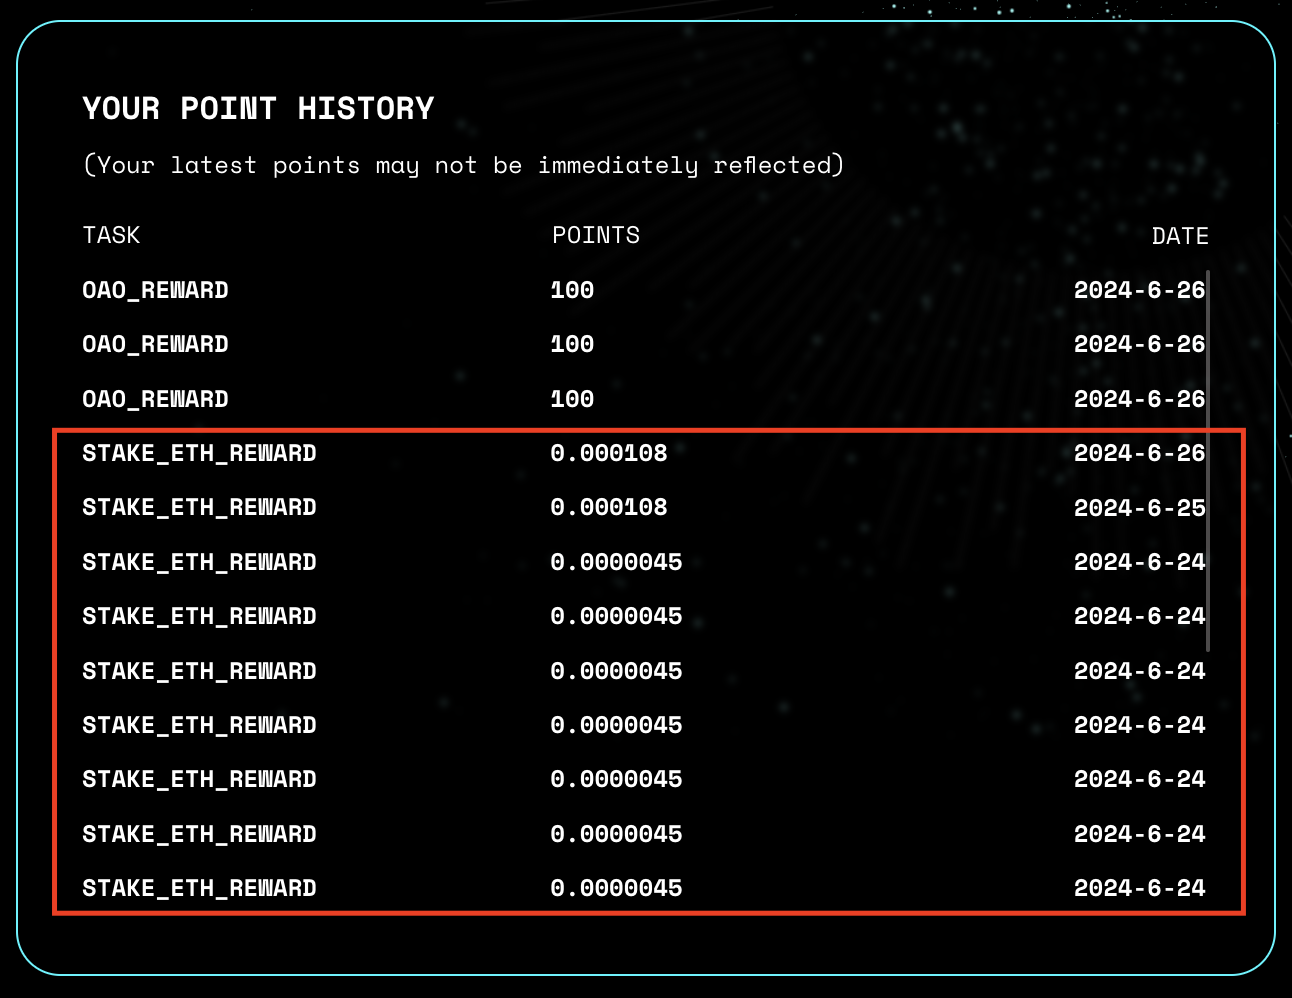 YOUR POINT HISTORY
(Your latest points may not be immediately reflected)
TASK POINTS DATE
OAO_REWARD 100 2024-6-26
OAO_REWARD 100 2024-6-26
OAO_REWARD 100 2024-6-26
STAKE_ETH_REWARD 0.000108 2024-6-26
STAKE_ETH_REWARD 0.000108 2024-6-25
STAKE_ETH_REWARD 0.0000045 2024-6-24
STAKE_ETH_REWARD 0.0000045 2024-6-24
STAKE_ETH_REWARD 0.0000045 2024-6-24
STAKE_ETH_REWARD 0.0000045 2024-6-24
STAKE_ETH_REWARD 0.0000045 2024-6-24
STAKE_ETH_REWARD 0.0000045 2024-6-24
STAKE_ETH_REWARD 0.0000045 2024-6-24